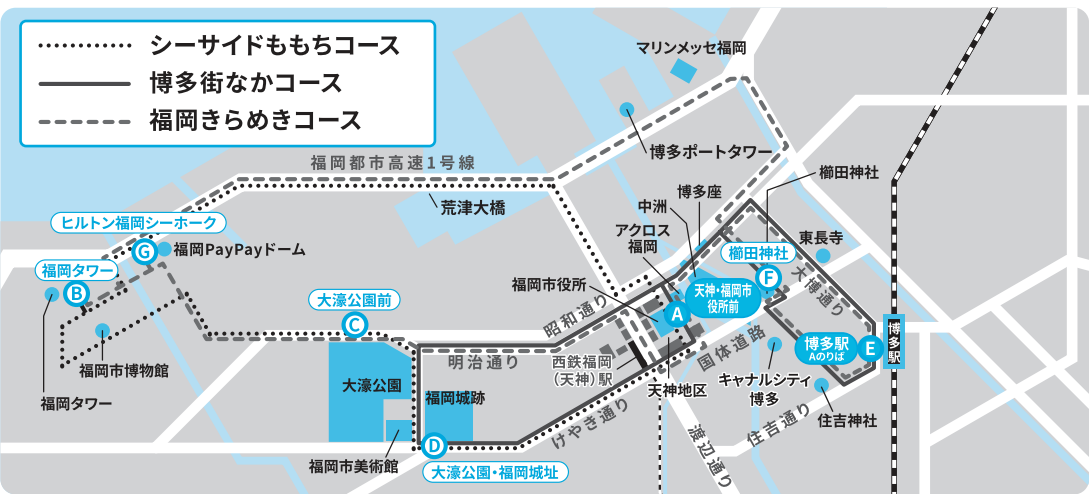 シーサイドももちコース
博多街なかコース
福岡きらめきコース
マリンメッセ福岡
博多ポートタワー
福岡都市高速1号線
荒津大橋
櫛田神社
博多座
中洲
アクロス
福岡
東長寺
ヒルトン福岡シーホーク
G
福岡PayPayドーム
福岡タワー
B
櫛田神社
F
大博通り
福岡市役所
天神・福岡市
役所前
A
大濠公園前
C
昭和通り
国体道路
博多駅
Aのりば
E
博多駅
明治通り
西鉄福岡
(天神)駅
天神地区
キャナルシティ
博多
福岡市博物館
福岡タワー
大濠公園
福岡城跡
けやき通り
渡辺通り
住吉通り
住吉神社
福岡市美術館
D
大濠公園・福岡城址